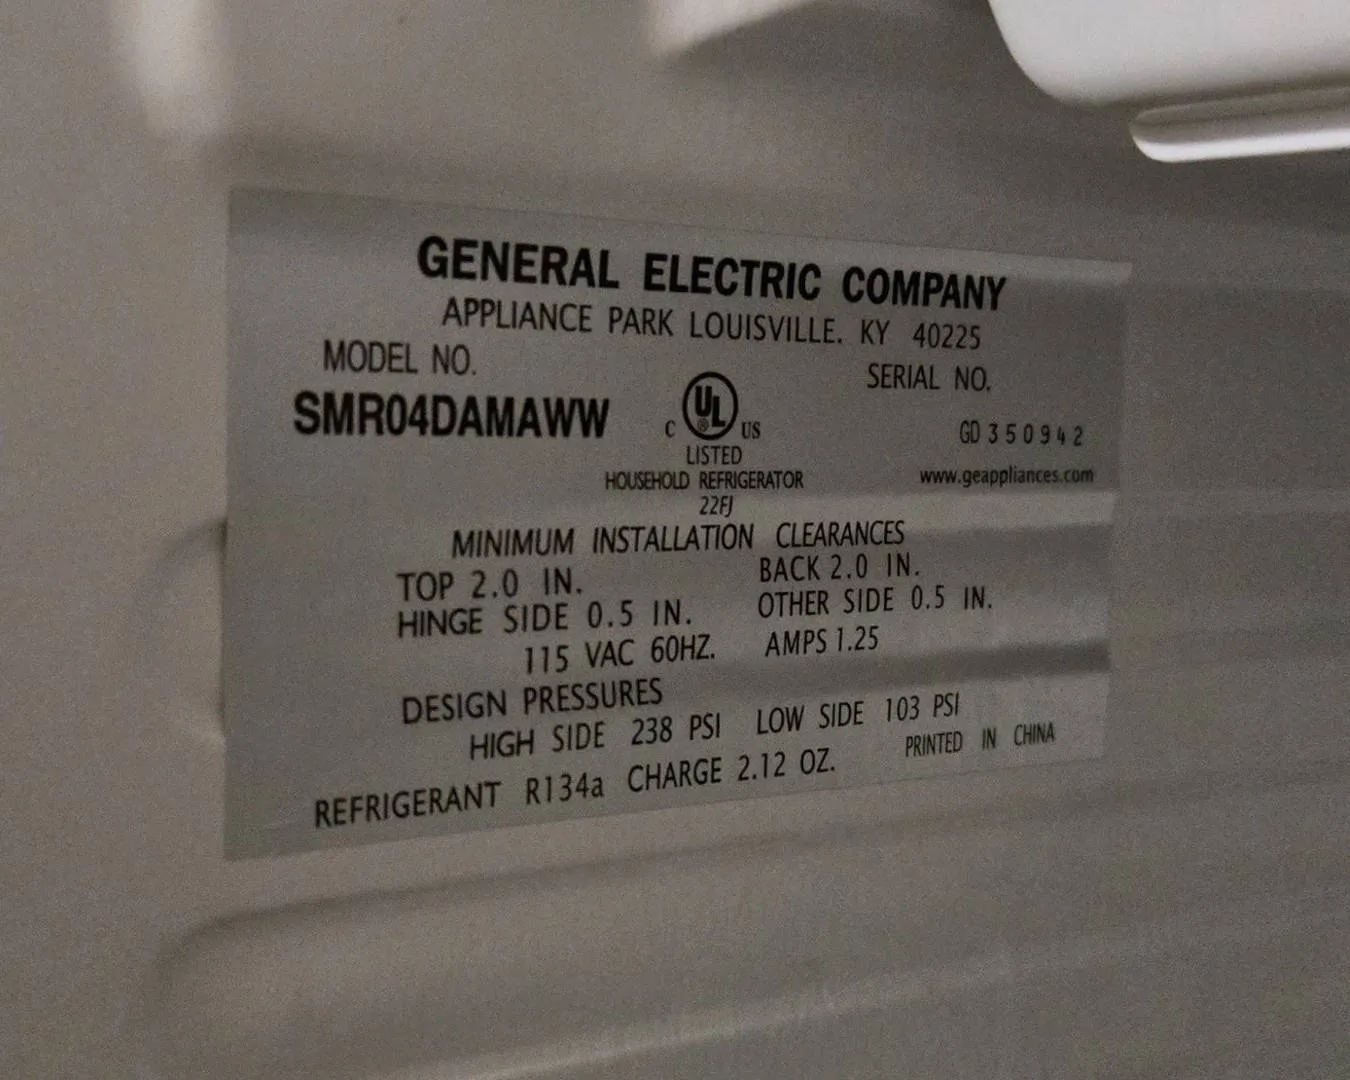 GENERAL ELECTRIC COMPANY
APPLIANCE PARK LOUISVILLE. KY 40225
MODEL NO. SERIAL NO.
SMR04DAMAWW C UL ® US GD 350942
LISTED
HOUSEHOLD REFRIGERATOR www.geappliances.com
22FJ
MINIMUM INSTALLATION CLEARANCES
TOP 2.0 IN. BACK 2.0 IN.
HINGE SIDE 0.5 IN. OTHER SIDE 0.5 IN.
115 VAC 60HZ. AMPS 1.25
DESIGN PRESSURES
HIGH SIDE 238 PSI LOW SIDE 103 PSI
REFRIGERANT R134a CHARGE 2.12 OZ. PRINTED IN CHINA